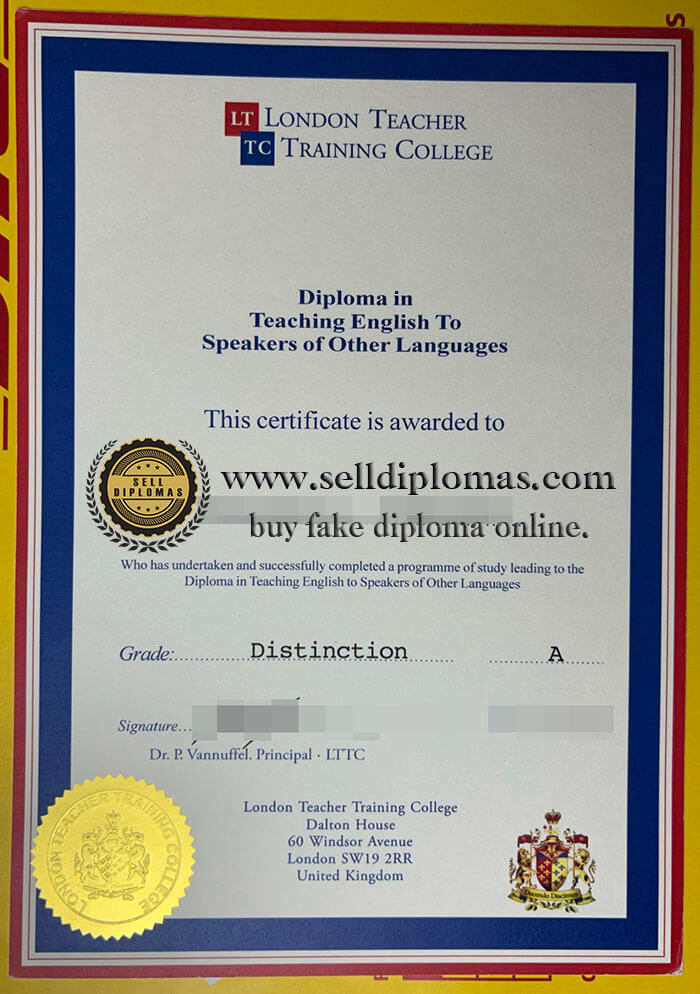 LT LONDON TEACHER
TC TRAINING COLLEGE
Diploma in
Teaching English To
Speakers of Other Languages
This certificate is awarded to
SELL
DIPLOMAS
www.selldiplomas.com
buy fake diploma online.
Who has undertaken and successfully completed a programme of study leading to the
Diploma in Teaching English to Speakers of Other Languages
Grade: Distinction A
Signature...
Dr. P. Vannuffel. Principal · LTTC
London Teacher Training College
Dalton House
60 Windsor Avenue
London SW19 2RR
United Kingdom
LONDON TEACHER TRAINING COLLEGE
Docendo Discimus